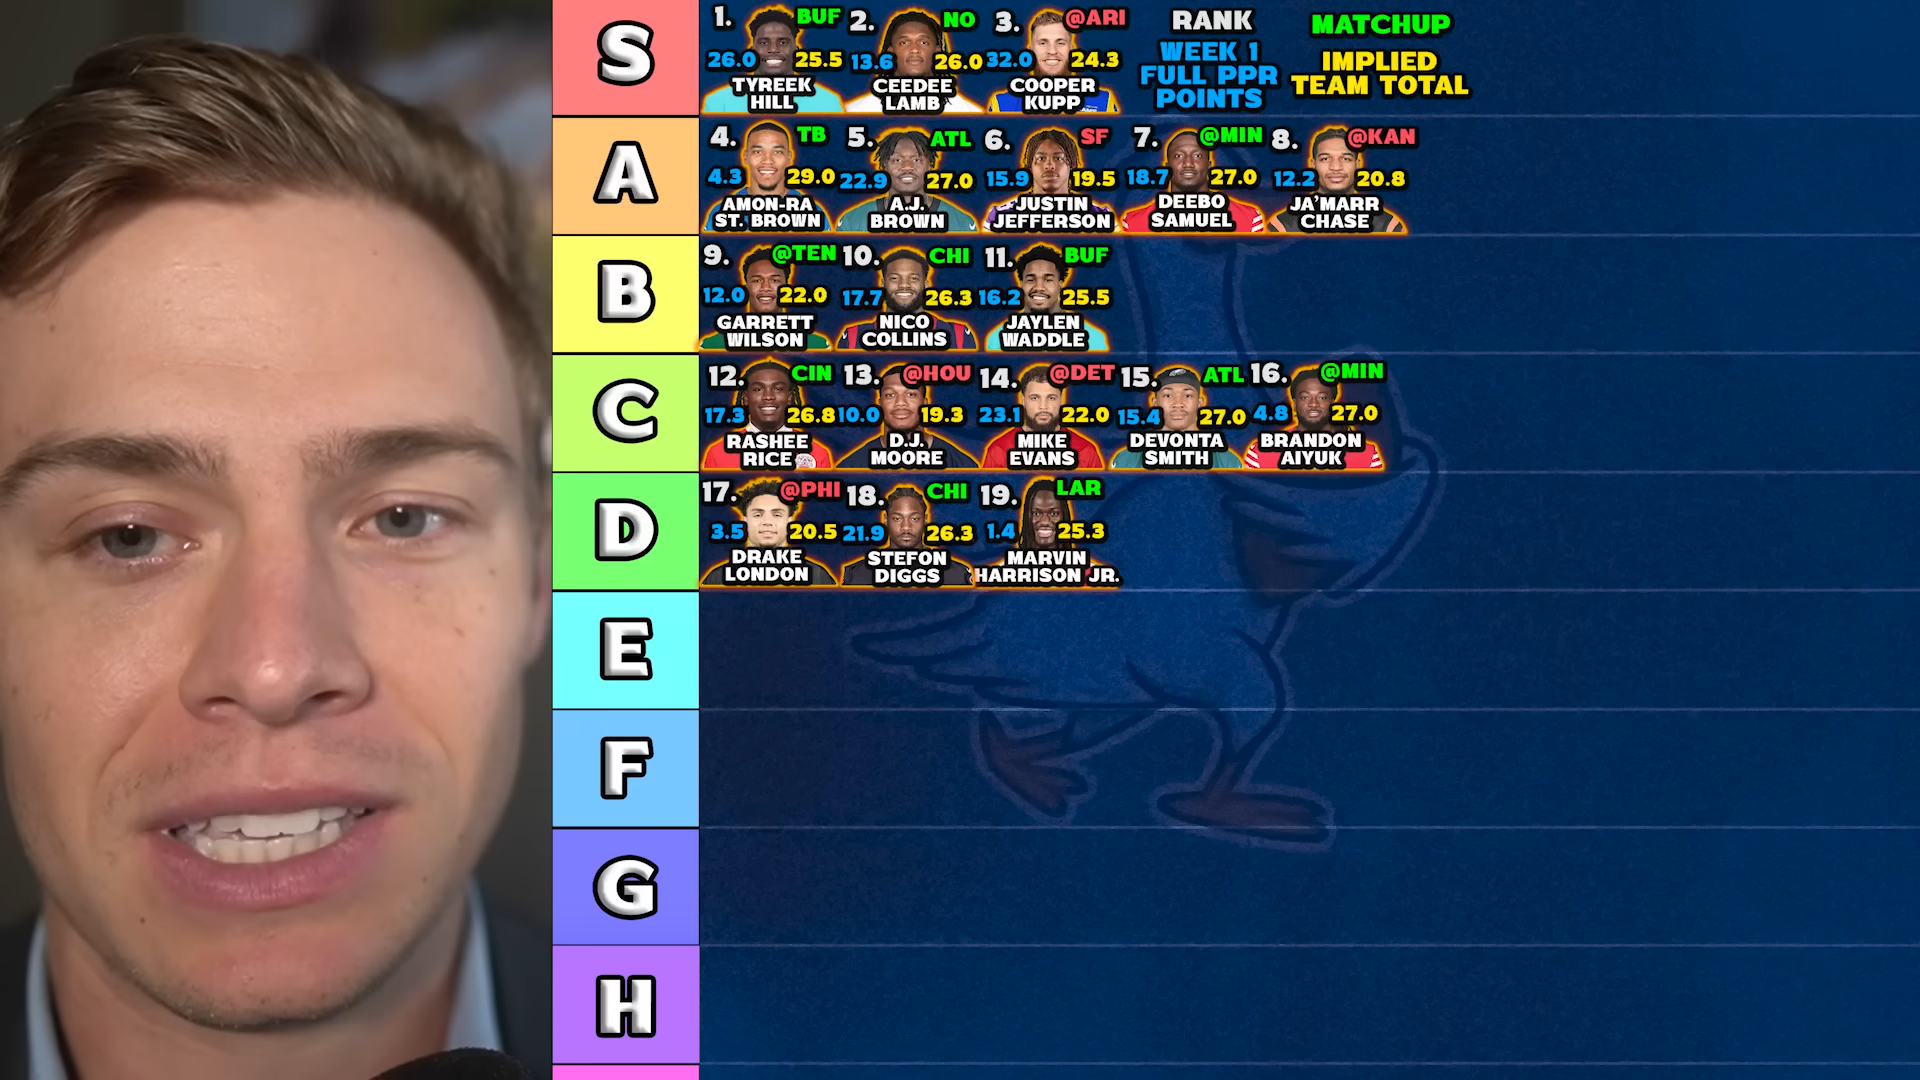 S
1. BUF
26.0 25.5
TYREEK
HILL
2. NO
13.6 26.0
CEEDEE
LAMB
3. @ARI
32.0 24.3
COOPER
KUPP
RANK
WEEK 1
FULL PPR
POINTS
MATCHUP
IMPLIED
TEAM TOTAL
A
4. TB
4.3 29.0
AMON-RA
ST. BROWN
5. ATL
22.9 27.0
A.J.
BROWN
6. SF
15.9 19.5
JUSTIN
JEFFERSON
7. @MIN
18.7 27.0
DEEBO
SAMUEL
8. @KAN
12.2 20.8
JA'MARR
CHASE
B
9. @TEN
12.0 22.0
GARRETT
WILSON
10. CHI
17.7 26.3
NICO
COLLINS
11. BUF
16.2 25.5
JAYLEN
WADDLE
C
12. CIN
17.3 26.8
RASHEE
RICE
13. @HOU
10.0 19.3
D.J.
MOORE
14. @DET
23.1 22.0
MIKE
EVANS
15. ATL
15.4 27.0
DEVONTA
SMITH
16. @MIN
4.8 27.0
BRANDON
AIYUK
D
17. @PHI
3.5 20.5
DRAKE
LONDON
18. CHI
21.9 26.3
STEFON
DIGGS
19. LAR
1.4 25.3
MARVIN
HARRISON JR.
E
F
G
H